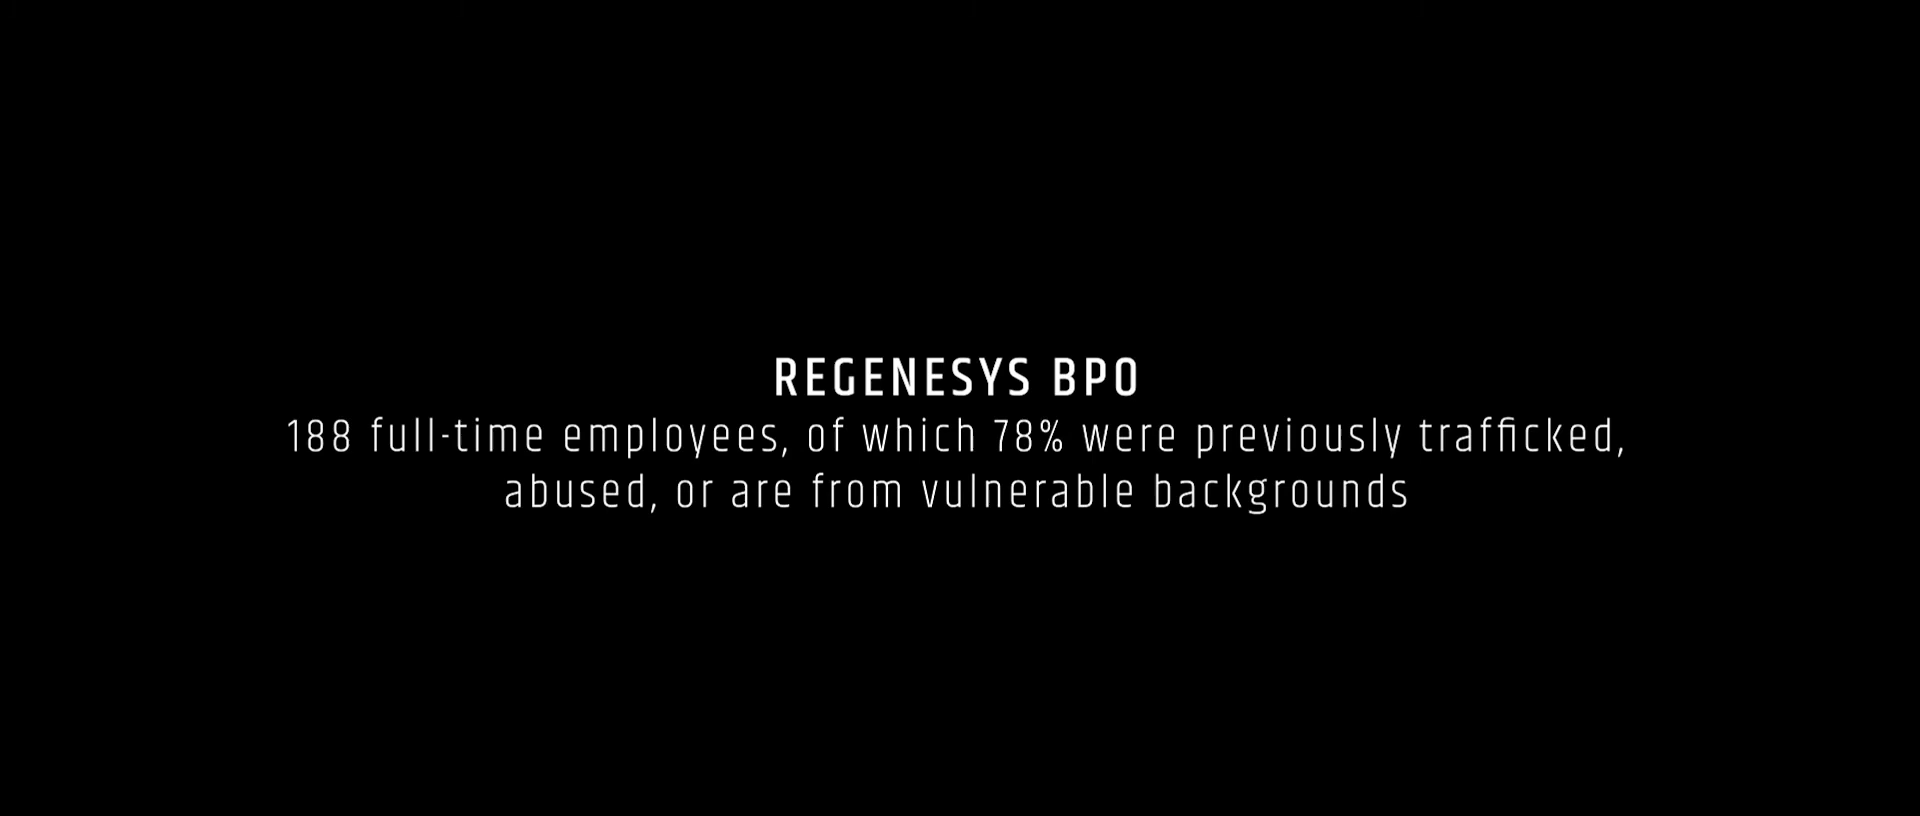 REGENESYS BPO
188 full-time employees, of which 78% were previously trafficked,
abused, or are from vulnerable backgrounds